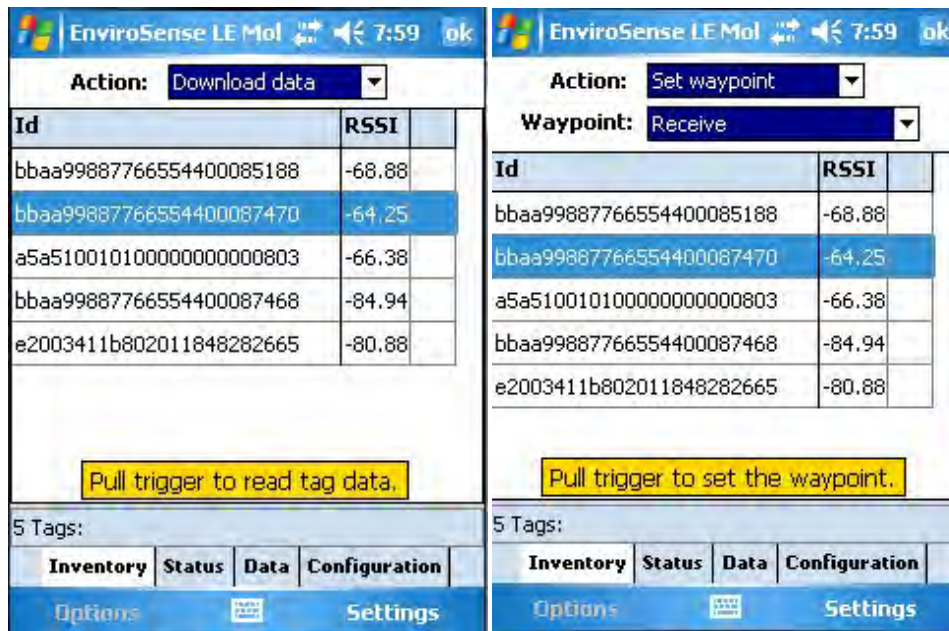 EnviroSense LE Mol 7:59 ok
Action: Download data
Id RSSI
bbaa99887766554400085188 -68.88
bbaa99887766554400087470 -64.25
a5a510010100000000000803 -66.38
bbaa99887766554400087468 -84.94
e2003411b802011848282665 -80.88
Pull trigger to read tag data.
5 Tags:
Inventory Status Data Configuration
Options Settings
EnviroSense LE Mol 7:59 ok
Action: Set waypoint
Waypoint: Receive
Id RSSI
bbaa99887766554400085188 -68.88
bbaa99887766554400087470 -64.25
a5a510010100000000000803 -66.38
bbaa99887766554400087468 -84.94
e2003411b802011848282665 -80.88
Pull trigger to set the waypoint.
5 Tags:
Inventory Status Data Configuration
Options Settings